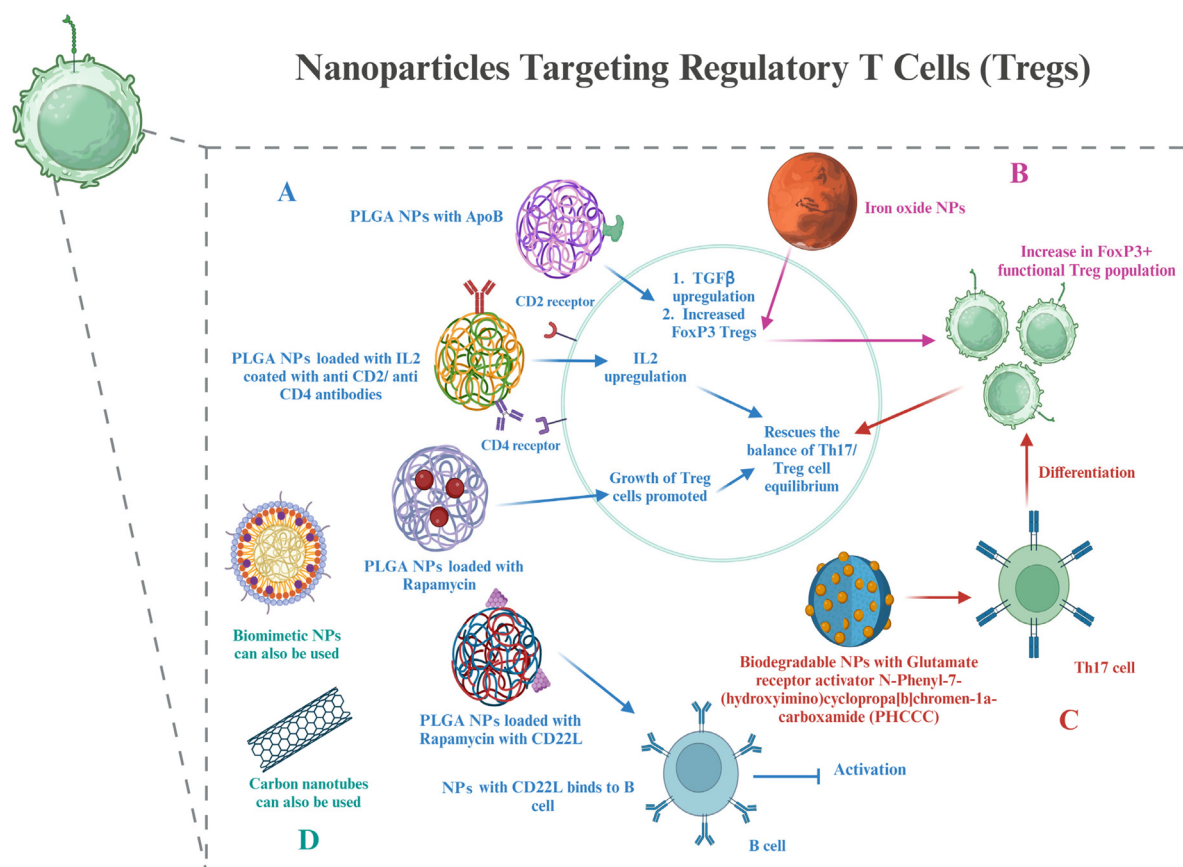 Nanoparticles Targeting Regulatory T Cells (Tregs)
A
PLGA NPs with ApoB
CD2 receptor
PLGA NPs loaded with IL2
coated with anti CD2/ anti
CD4 antibodies
CD4 receptor
1. TGFβ
upregulation
2. Increased
FoxP3 Tregs
IL2
upregulation
Rescues the
balance of Th17/
Treg cell
equilibrium
Growth of Treg
cells promoted
PLGA NPs loaded with
Rapamycin
PLGA NPs loaded with
Rapamycin with CD22L
NPs with CD22L binds to B
cell
B cell
Activation
B
Iron oxide NPs
Increase in FoxP3+
functional Treg population
Differentiation
Th17 cell
Biodegradable NPs with Glutamate
receptor activator N-Phenyl-7-
(hydroxyimino)cyclopropa[b]chromen-1a-
carboxamide (PHCCC)
C
Biomimetic NPs
can also be used
Carbon nanotubes
can also be used
D